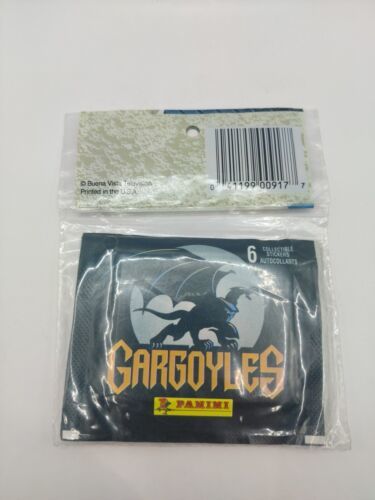 © Buena Vista Television
Printed in the U.S.A.
0 41199 00917 7
6 COLLECTIBLE
STICKERS
AUTOCOLLANTS
GARGOYLES
PANINI